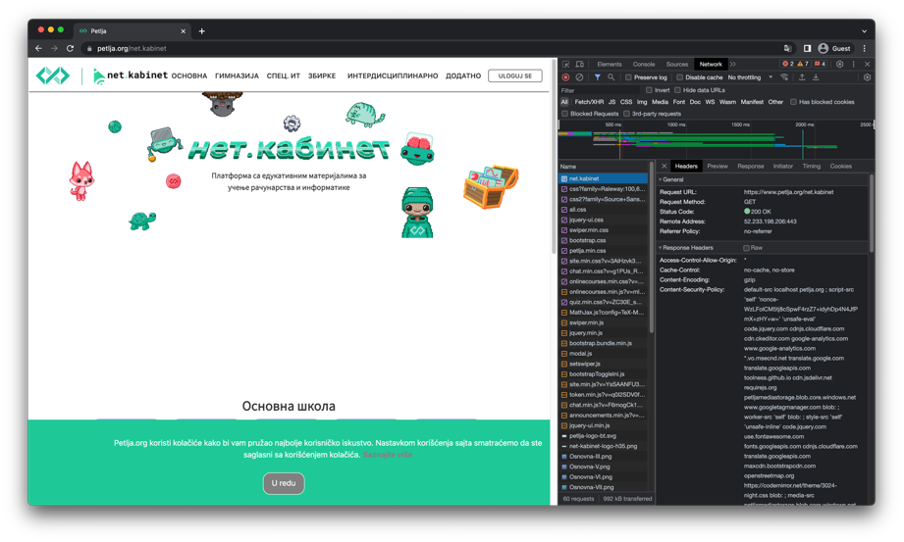 Petlja
petlja.org/net.kabinet
Guest
net.kabinet ОСНОВНА ГИМНАЗИЈА СПЕЦ. ИТ ЗБИРКЕ ИНТЕРДИСЦИПЛИНАРНО ДОДАТНО ULOGUJ SE
нет.кабинет
Платформа са едукативним материјалима за
учење рачунарства и информатике
Основна школа
Petlja.org koristi kolačiće kako bi vam pružao najbolje korisničko iskustvo. Nastavkom korišćenja sajta smatraćemo da ste
saglasni sa korišćenjem kolačića. Saznajte više
U redu
Elements Console Sources Network 2 7 4
Preserve log Disable cache No throttling
Filter Invert Hide data URLs
All Fetch/XHR JS CSS Img Media Font Doc WS Wasm Manifest Other Has blocked cookies
Blocked Requests 3rd-party requests
500 ms 1000 ms 1500 ms 2000 ms
Name
net.kabinet
css?family=Raleway:100,6...
css2?family=Source+Sans...
all.css
jquery-ui.css
swiper.min.css
bootstrap.css
petlja.min.css
site.min.css?v=3AiHzvk3...
chat.min.css?v=g1PUs_R...
onlinecourses.min.css?v=...
onlinecourses.min.js?v=ml...
quiz.min.css?v=ZC30E_s...
MathJax.js?config=TeX-M...
swiper.min.js
jquery.min.js
bootstrap.bundle.min.js
modal.js
setswiper.js
bootstrapToggleIni.js
site.min.js?v=YsSAANFU3...
token.min.js?v=q0I2SDV0f...
chat.min.js?v=F6mogCk1...
announcements.min.js?v=...
jquery-ui.min.js
petlja-logo-bt.svg
net-kabinet-logo-h35.png
Osnovna-III.png
Osnovna-V.png
Osnovna-VI.png
Osnovna-VII.png
60 requests 992 kB transferred
Headers Preview Response Initiator Timing Cookies
General
Request URL: https://www.petlja.org/net.kabinet
Request Method: GET
Status Code: 200 OK
Remote Address: 52.233.198.206:443
Referrer Policy: no-referrer
Response Headers Raw
Access-Control-Allow-Origin: *
Cache-Control: no-cache, no-store
Content-Encoding: gzip
Content-Security-Policy: default-src localhost petlja.org ; script-src
'self' 'nonce-
'unsafe-eval'
code.jquery.com cdnjs.cloudflare.com
cdn.ckeditor.com google-analytics.com
www.google-analytics.com
*.vo.msecnd.net translate.google.com
translate.googleapis.com
toolness.github.io cdn.jsdelivr.net
requirejs.org
petljamediastorage.blob.core.windows.net
www.googletagmanager.com blob: ;
worker-src 'self' blob: ; style-src 'self'
'unsafe-inline' code.jquery.com
use.fontawesome.com
fonts.googleapis.com cdnjs.cloudflare.com
translate.googleapis.com
maxcdn.bootstrapcdn.com
openstreetmap.org
https://codemirror.net/theme/3024-
night.css blob: ; media-src
petljamediastorage.blob.core.windows.net